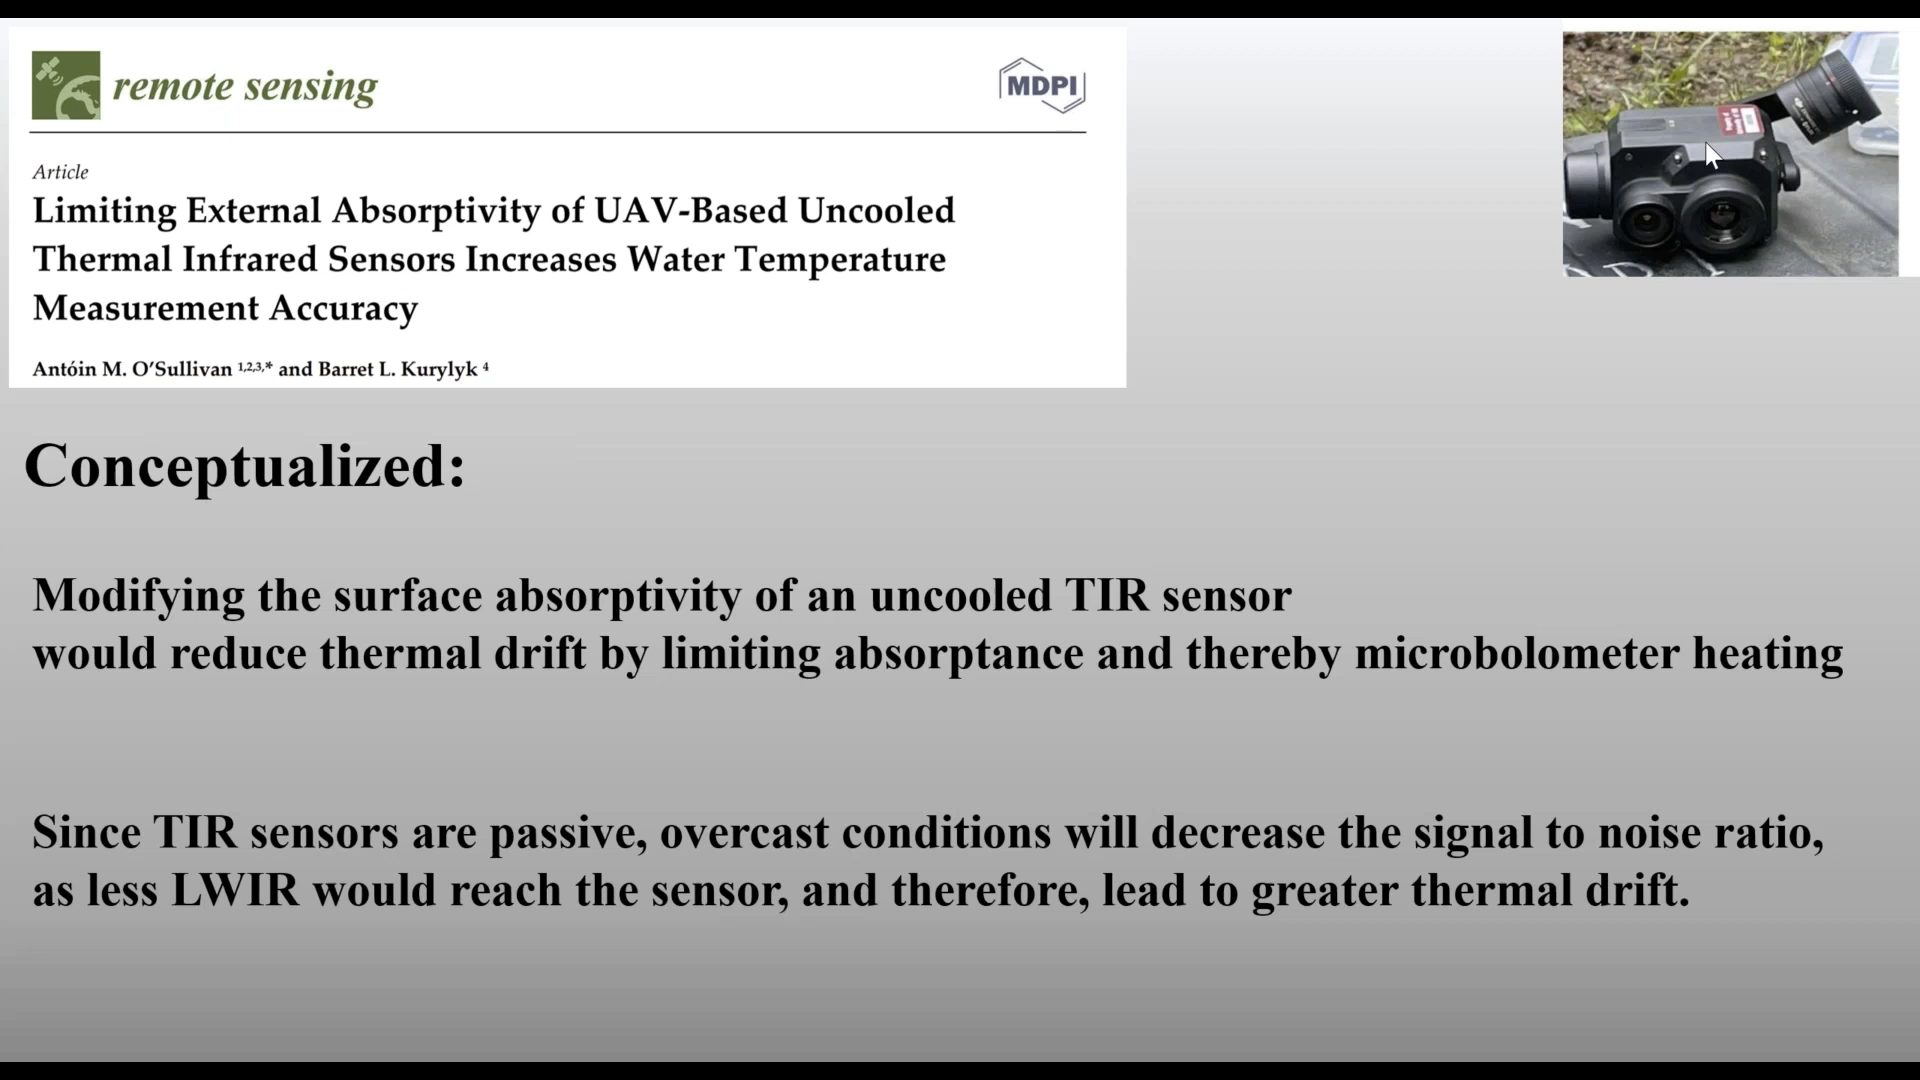 remote sensing
MDPI
Article
Limiting External Absorptivity of UAV-Based Uncooled
Thermal Infrared Sensors Increases Water Temperature
Measurement Accuracy
Antóin M. O'Sullivan 1,2,3,* and Barret L. Kurylyk 4
Conceptualized:
Modifying the surface absorptivity of an uncooled TIR sensor
would reduce thermal drift by limiting absorptance and thereby microbolometer heating
Since TIR sensors are passive, overcast conditions will decrease the signal to noise ratio,
as less LWIR would reach the sensor, and therefore, lead to greater thermal drift.